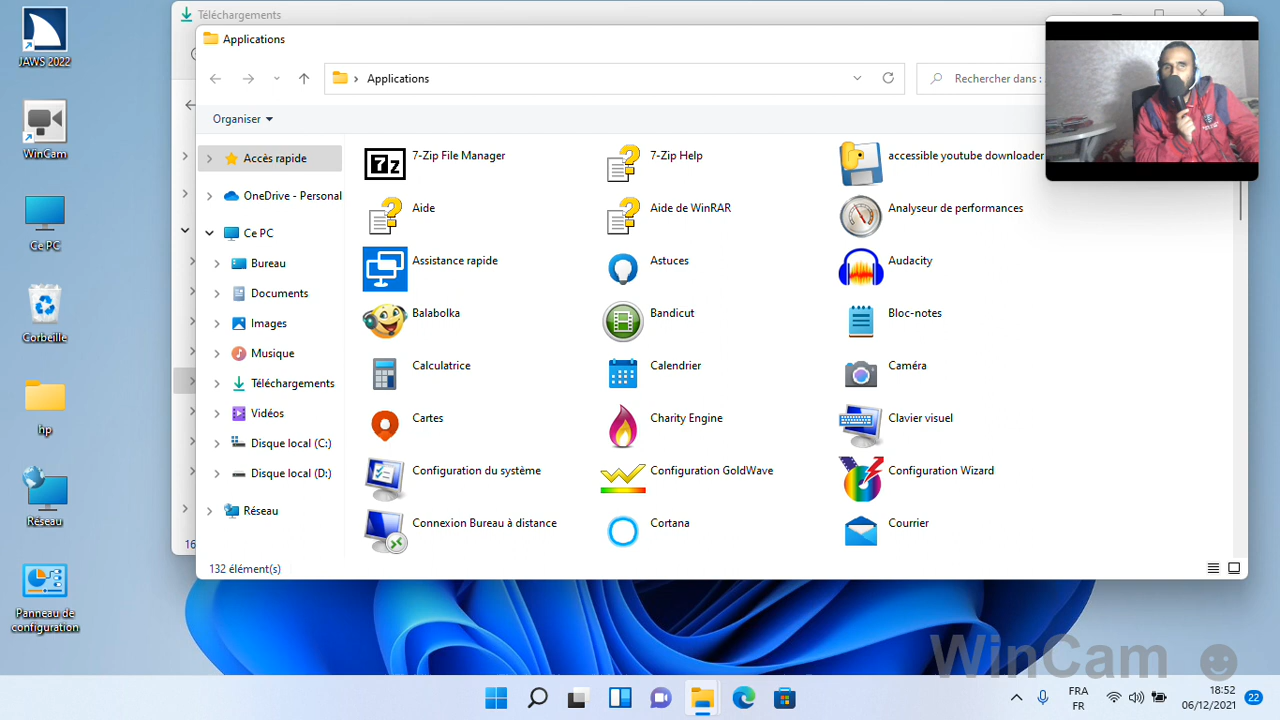 JAWS 2022
WinCam
Ce PC
Corbeille
hp
Réseau
Panneau de
configuration
Téléchargements
Applications
Applications
Rechercher dans :
Organiser
Accès rapide
OneDrive - Personal
Ce PC
Bureau
Documents
Images
Musique
Téléchargements
Vidéos
Disque local (C:)
Disque local (D:)
Réseau
7z
7-Zip File Manager
7-Zip Help
accessible youtube downloader
Aide
Aide de WinRAR
Analyseur de performances
Assistance rapide
Astuces
Audacity
Balabolka
Bandicut
Bloc-notes
Calculatrice
Calendrier
Caméra
Cartes
Charity Engine
Clavier visuel
Configuration du système
Configuration GoldWave
Configuration Wizard
Connexion Bureau à distance
Cortana
Courrier
16
132 élément(s)
WinCam
FRA
FR
18:52
06/12/2021
22